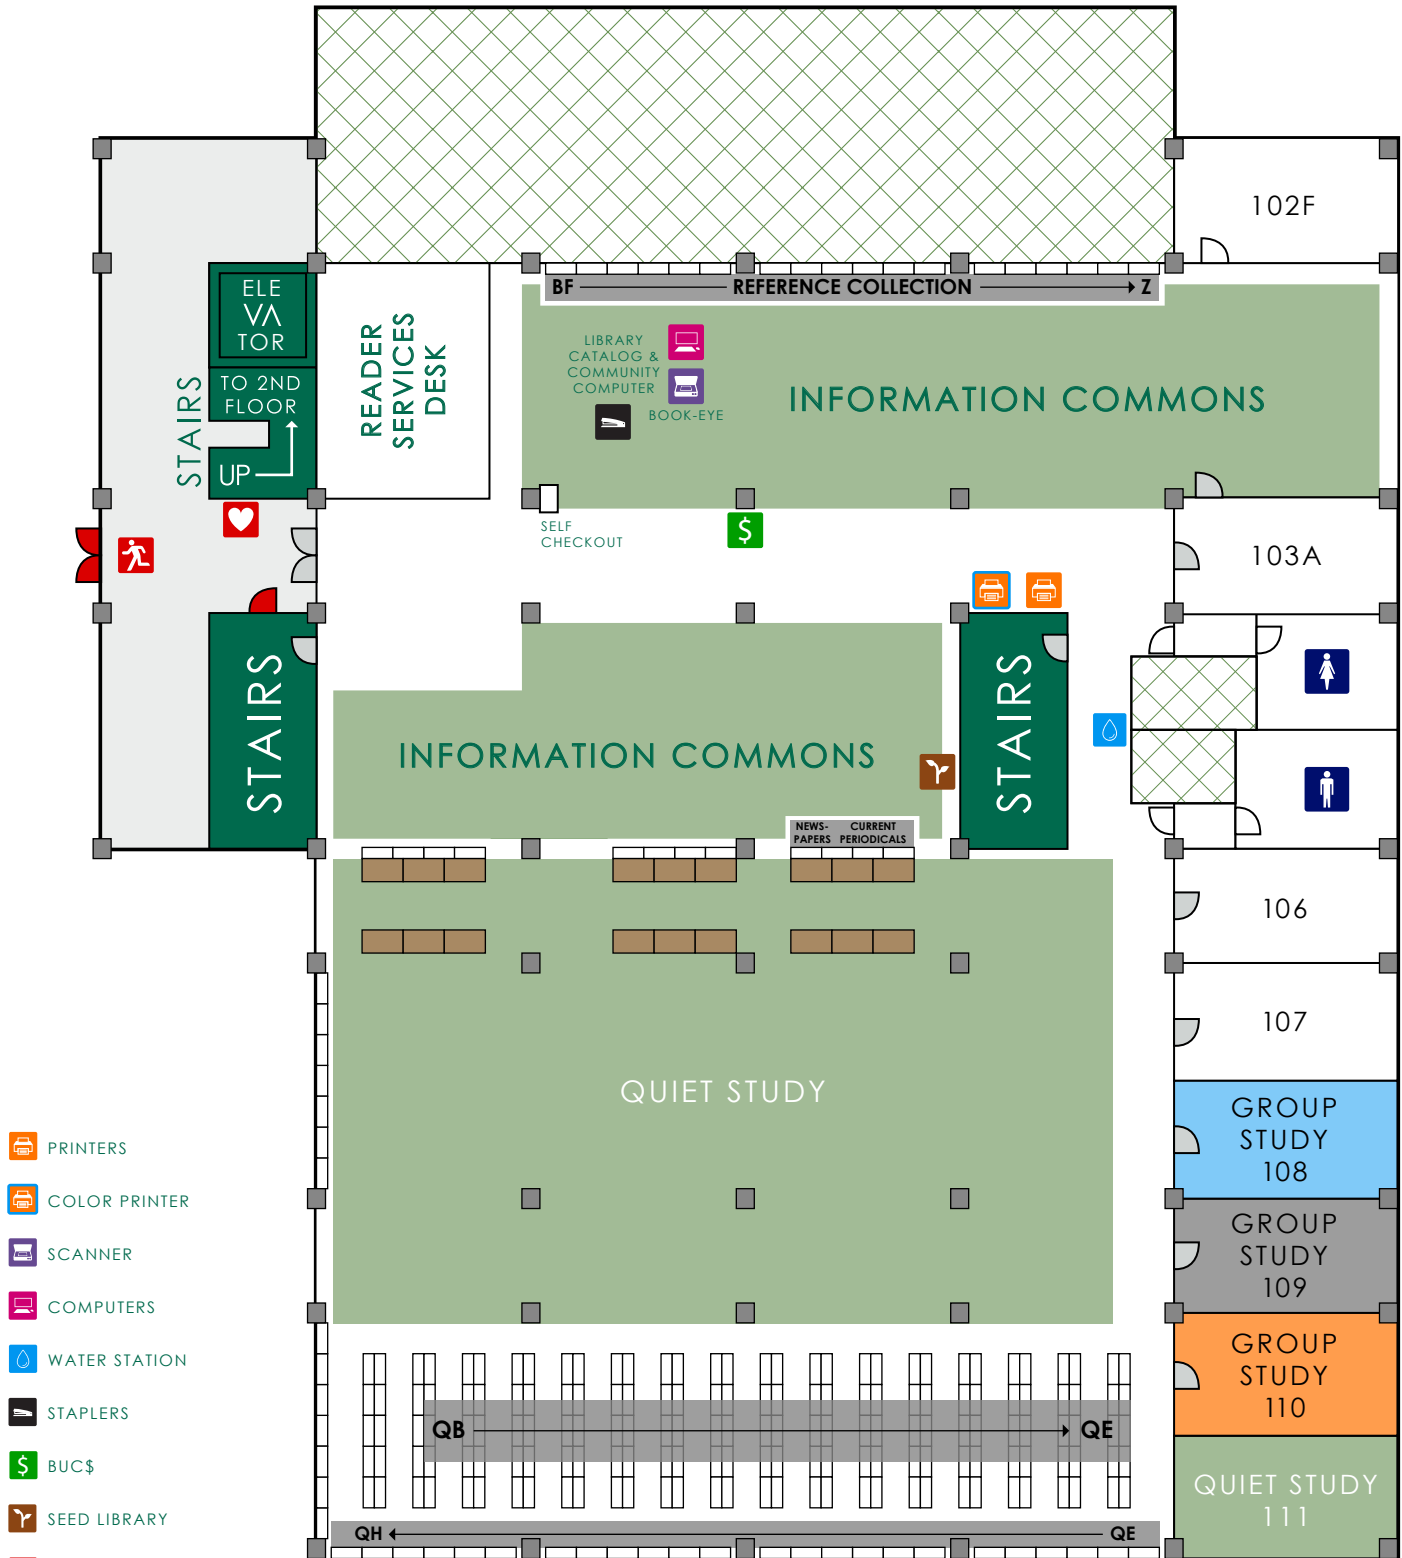 102F
BF
REFERENCE COLLECTION
Z
ELE
VA
TOR
TO 2ND
FLOOR
UP
STAIRS
READER
SERVICES
DESK
LIBRARY
CATALOG &
COMMUNITY
COMPUTER
BOOK-EYE
INFORMATION COMMONS
SELF
CHECKOUT
$
103A
STAIRS
INFORMATION COMMONS
STAIRS
NEWS-
PAPERS
CURRENT
PERIODICALS
106
107
QUIET STUDY
GROUP
STUDY
108
GROUP
STUDY
109
GROUP
STUDY
110
QUIET STUDY
111
QB
QE
QH
QE
PRINTERS
COLOR PRINTER
SCANNER
COMPUTERS
WATER STATION
STAPLERS
$ BUC$
SEED LIBRARY